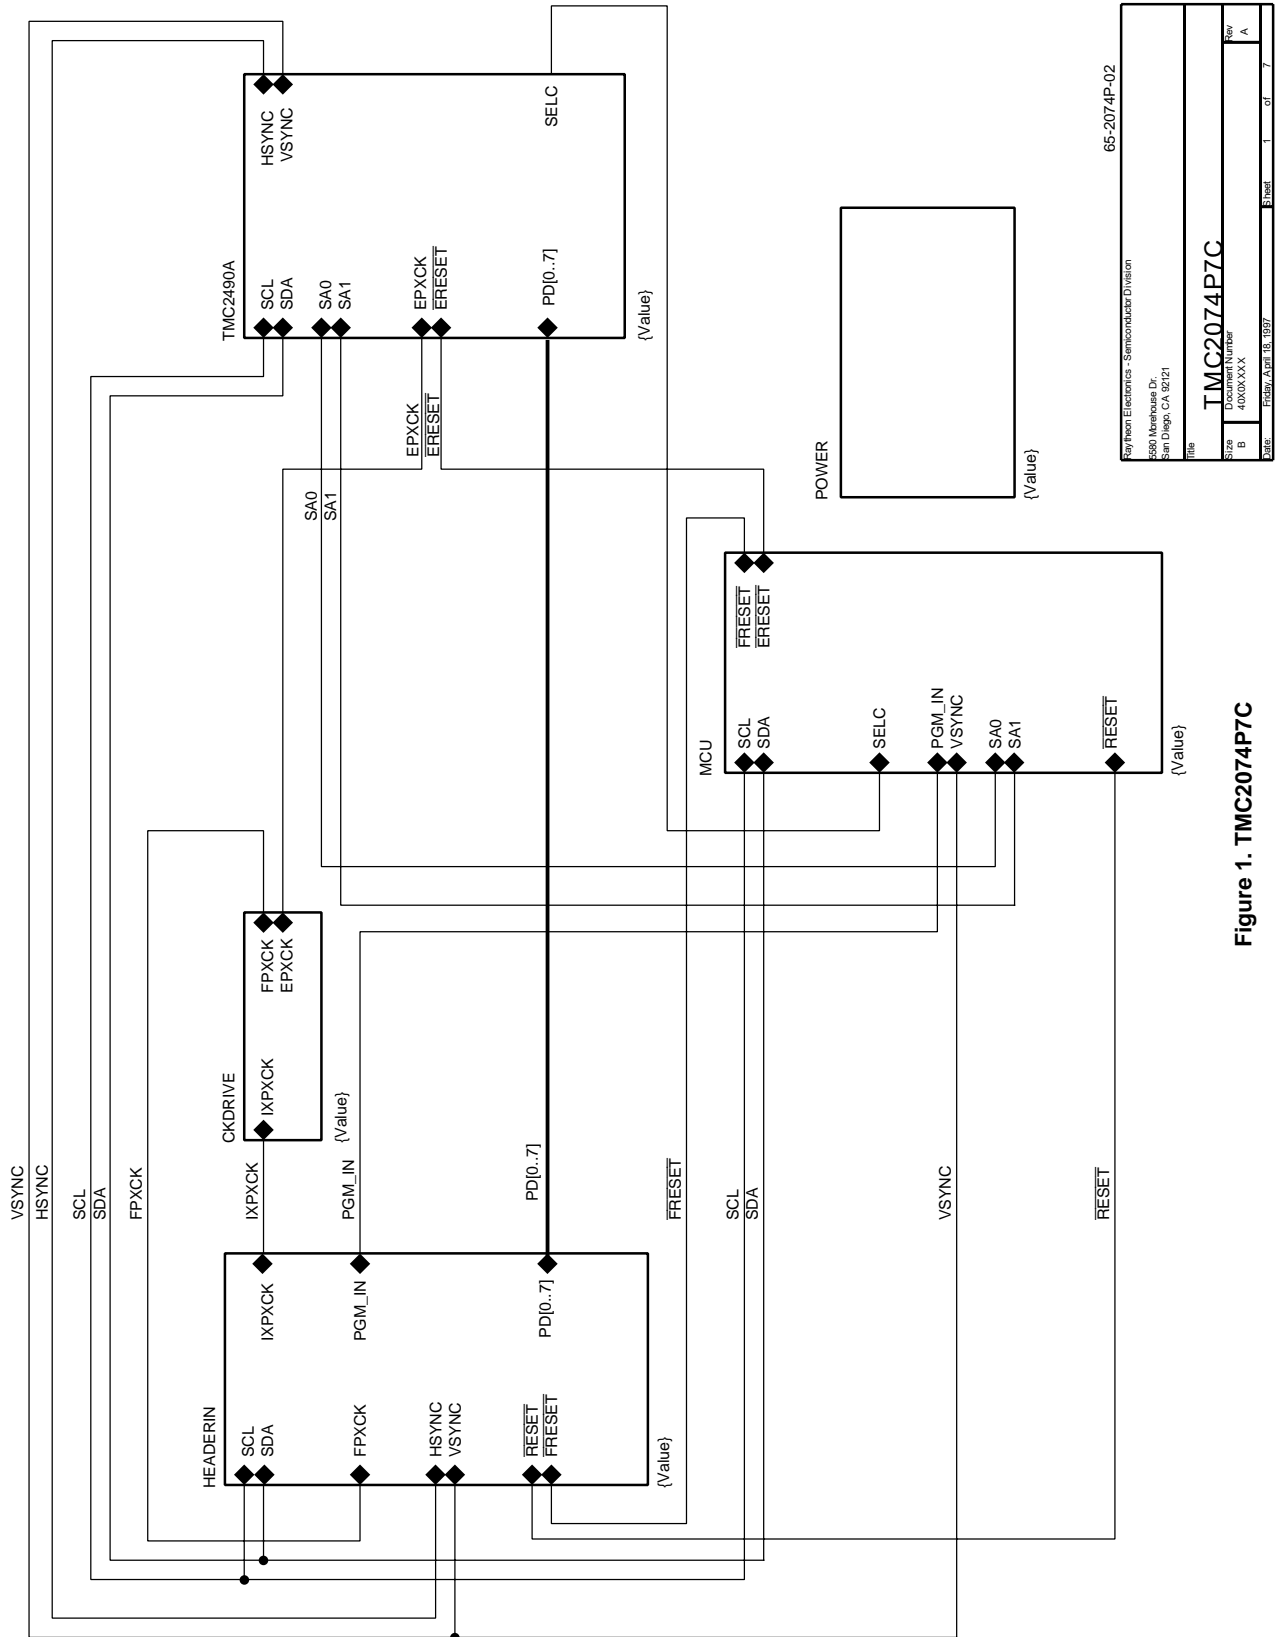 VSYNC
HSYNC
SCL
SDA
FPXCK
IXPXCK
PGM_IN
PD[0..7]
FRESET
SCL
SDA
VSYNC
RESET
HEADERIN
SCL
SDA
FPXCK
HSYNC
VSYNC
RESET
FRESET
IXPXCK
PGM_IN
PD[0..7]
{Value}
CKDRIVE
IXPXCK
FPXCK
EPXCK
{Value}
SA0
SA1
EPXCK
ERESET
TMC2490A
SCL
SDA
SA0
SA1
EPXCK
ERESET
PD[0..7]
HSYNC
VSYNC
SELC
{Value}
MCU
SCL
SDA
SELC
PGM_IN
VSYNC
SA0
SA1
RESET
FRESET
ERESET
{Value}
POWER
{Value}
65-2074P-02
Raytheon Electronics - Semiconductor Division
5580 Morehouse Dr.
San Diego, CA 92121
Title
TMC2074P7C
Size
B
Document Number
40X0XXXX
Rev
A
Date: Friday, April 18, 1997 Sheet 1 of 7
Figure 1. TMC2074P7C